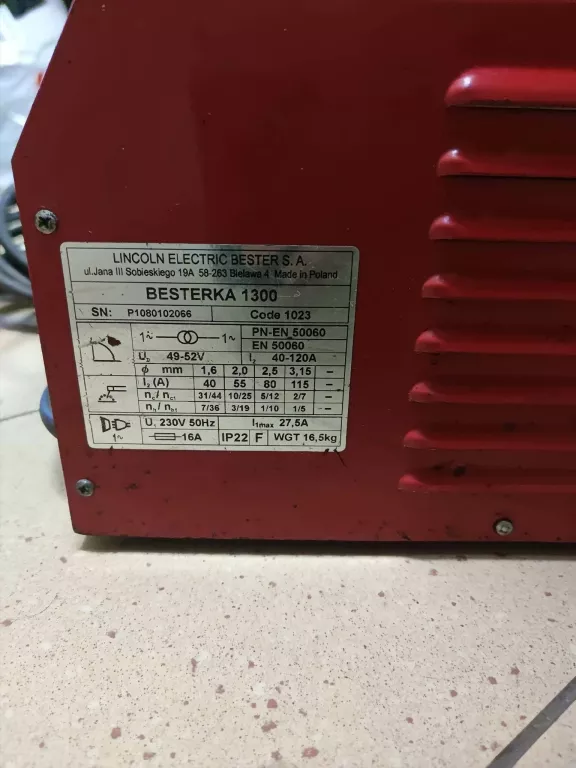 LINCOLN ELECTRIC BESTER S. A.
ul.Jana III Sobieskiego 19A 58-263 Bielawa 4 Made in Poland
BESTERKA 1300
SN: P1080102066 Code 1023
1~ 1~ PN-EN 50060
EN 50060
U₀ 49-52V I₂ 40-120A
ϕ mm 1,6 2,0 2,5 3,15 –
I₂(A) 40 55 80 115 –
nc/ nc1 31/44 10/25 5/12 2/7 –
nh/ nh1 7/36 3/19 1/10 1/5 –
1~ U₁ 230V 50Hz I1max 27,5A
16A IP22 F WGT 16,5kg